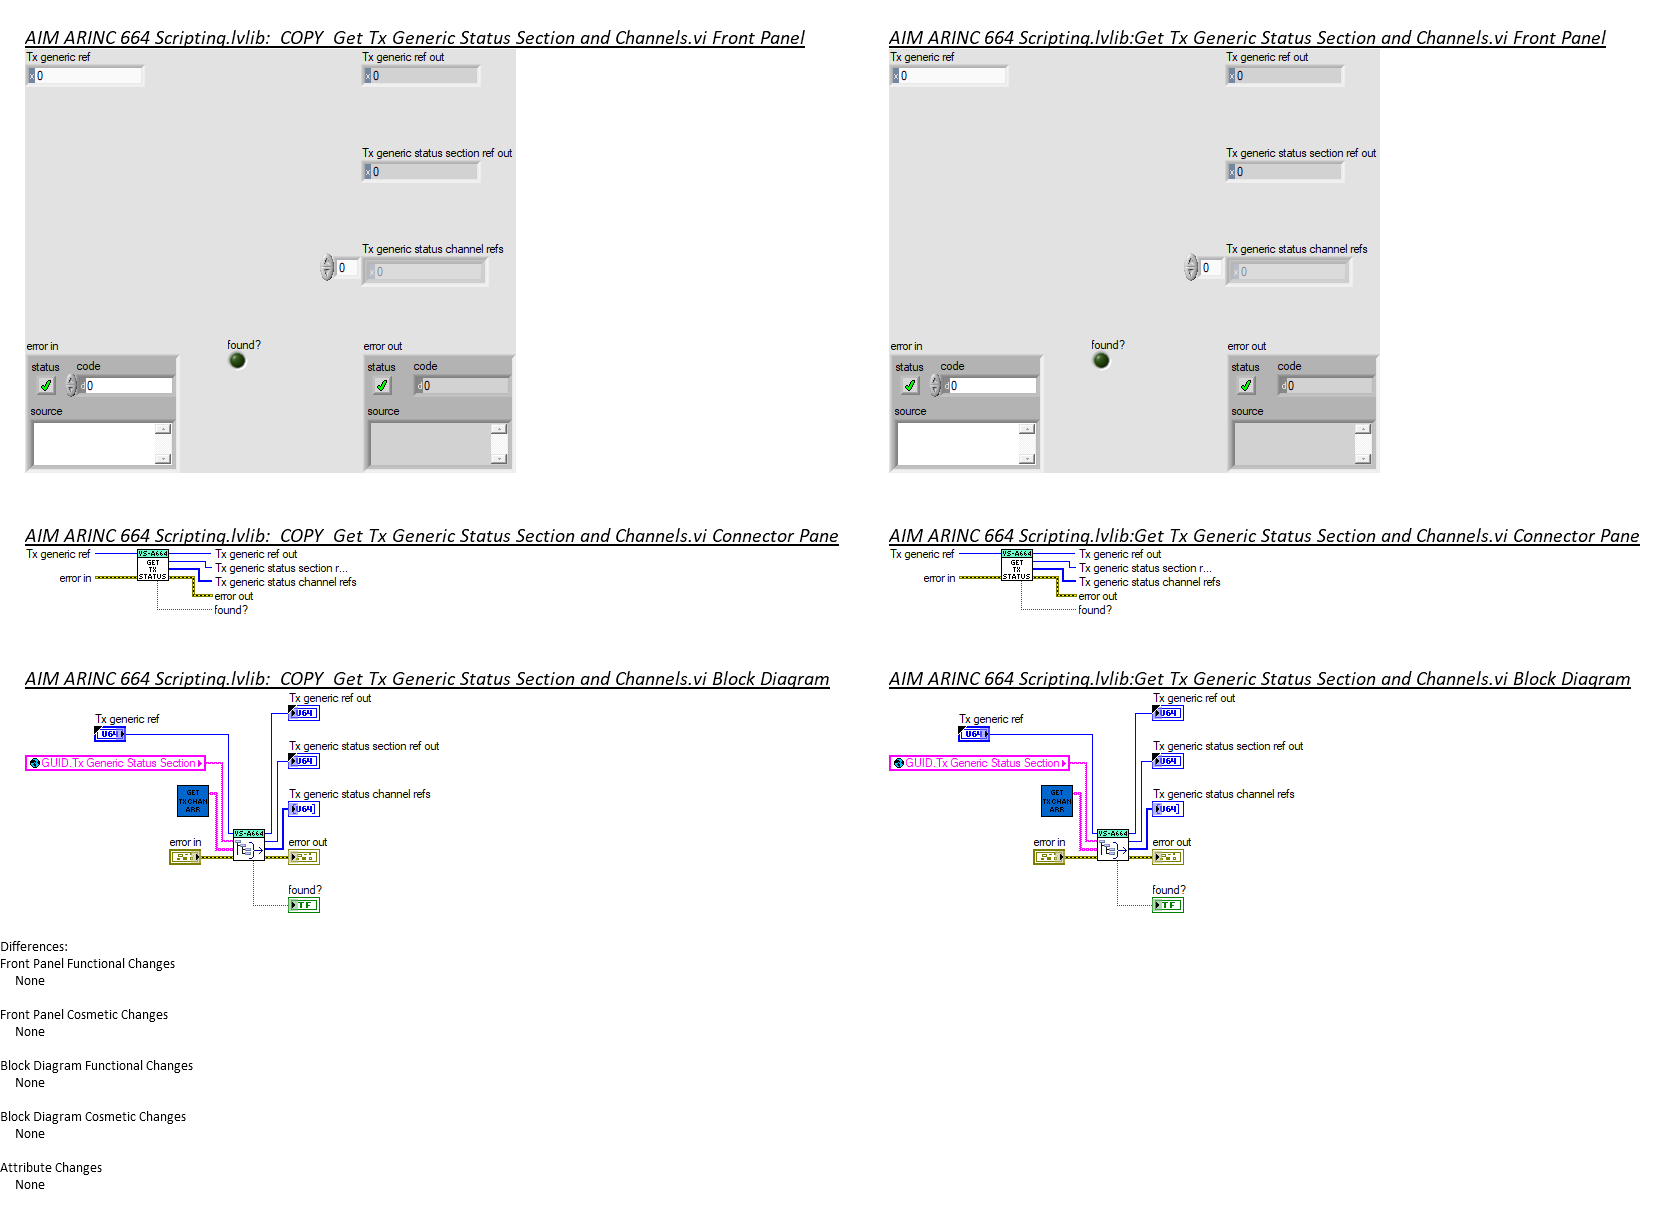 AIM ARINC 664 Scripting.lvlib:  COPY  Get Tx Generic Status Section and Channels.vi Front Panel
Tx generic ref
x 0
Tx generic ref out
x 0
Tx generic status section ref out
x 0
Tx generic status channel refs
0
x 0
error in
status code
d 0
source
found?
error out
status code
d 0
source
AIM ARINC 664 Scripting.lvlib:Get Tx Generic Status Section and Channels.vi Front Panel
Tx generic ref
x 0
Tx generic ref out
x 0
Tx generic status section ref out
x 0
Tx generic status channel refs
0
x 0
error in
status code
d 0
source
found?
error out
status code
d 0
source
AIM ARINC 664 Scripting.lvlib:  COPY  Get Tx Generic Status Section and Channels.vi Connector Pane
Tx generic ref
error in
VS-A664
GET
TX
STATUS
Tx generic ref out
Tx generic status section r...
Tx generic status channel refs
error out
found?
AIM ARINC 664 Scripting.lvlib:Get Tx Generic Status Section and Channels.vi Connector Pane
Tx generic ref
error in
VS-A664
GET
TX
STATUS
Tx generic ref out
Tx generic status section r...
Tx generic status channel refs
error out
found?
AIM ARINC 664 Scripting.lvlib:  COPY  Get Tx Generic Status Section and Channels.vi Block Diagram
Tx generic ref out
U64
Tx generic ref
U64
Tx generic status section ref out
U64
GUID.Tx Generic Status Section
Tx generic status channel refs
U64]
GET
TX CHAN
ARR
VS-A664
error in
error out
found?
TF
AIM ARINC 664 Scripting.lvlib:Get Tx Generic Status Section and Channels.vi Block Diagram
Tx generic ref out
U64
Tx generic ref
U64
Tx generic status section ref out
U64
GUID.Tx Generic Status Section
Tx generic status channel refs
U64]
GET
TX CHAN
ARR
VS-A664
error in
error out
found?
TF
Differences:
Front Panel Functional Changes
None
Front Panel Cosmetic Changes
None
Block Diagram Functional Changes
None
Block Diagram Cosmetic Changes
None
Attribute Changes
None